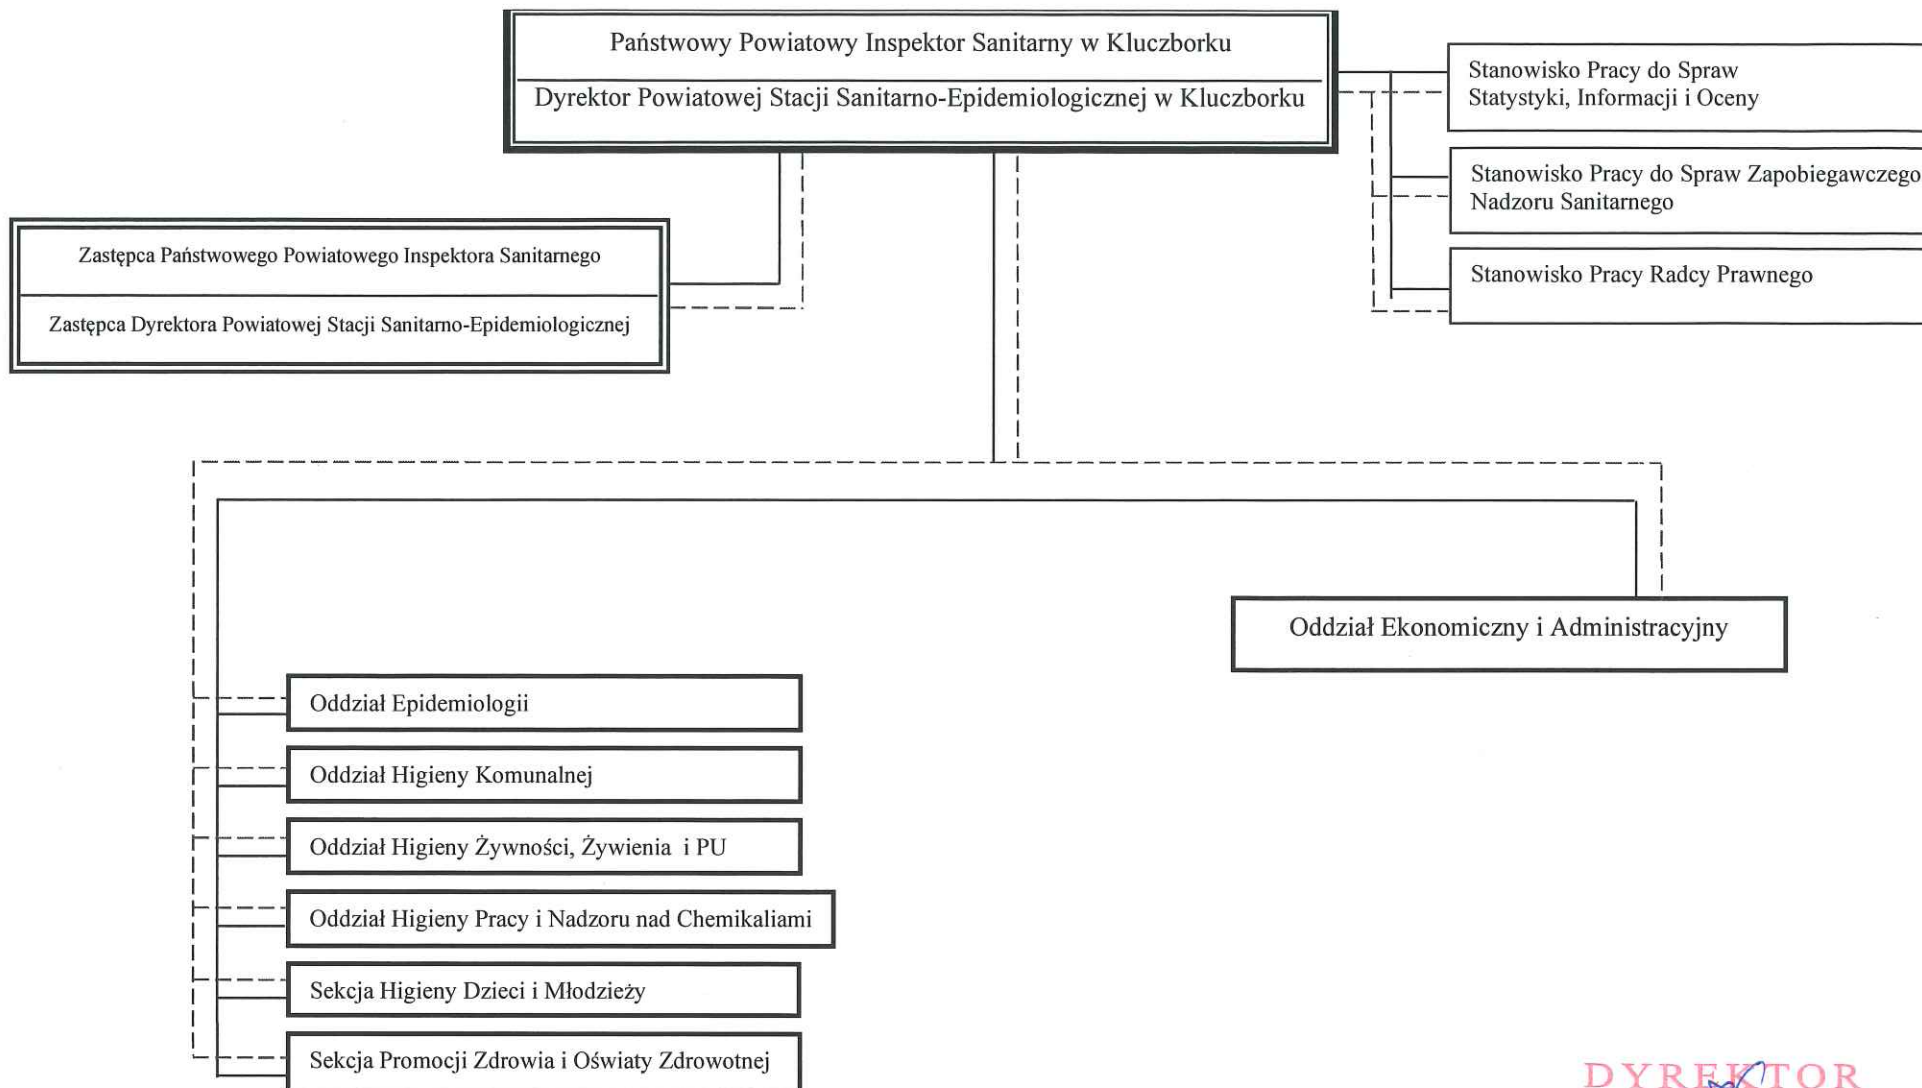 Państwowy Powiatowy Inspektor Sanitarny w Kluczborku
Dyrektor Powiatowej Stacji Sanitarno-Epidemiologicznej w Kluczborku
Stanowisko Pracy do Spraw
Statystyki, Informacji i Oceny
Stanowisko Pracy do Spraw Zapobiegawczego
Nadzoru Sanitarnego
Stanowisko Pracy Radcy Prawnego
Zastępca Państwowego Powiatowego Inspektora Sanitarnego
Zastępca Dyrektora Powiatowej Stacji Sanitarno-Epidemiologicznej
Oddział Ekonomiczny i Administracyjny
Oddział Epidemiologii
Oddział Higieny Komunalnej
Oddział Higieny Żywności, Żywienia i PU
Oddział Higieny Pracy i Nadzoru nad Chemikaliami
Sekcja Higieny Dzieci i Młodzieży
Sekcja Promocji Zdrowia i Oświaty Zdrowotnej
DYREKTOR